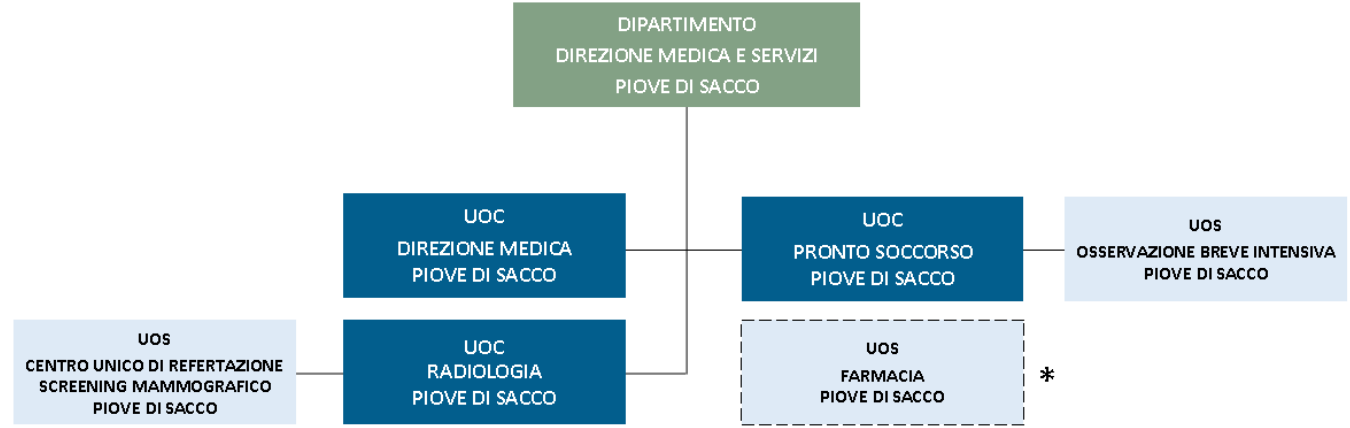 DIPARTIMENTO
DIREZIONE MEDICA E SERVIZI
PIOVE DI SACCO
UOC
DIREZIONE MEDICA
PIOVE DI SACCO
UOC
PRONTO SOCCORSO
PIOVE DI SACCO
UOS
OSSERVAZIONE BREVE INTENSIVA
PIOVE DI SACCO
UOS
CENTRO UNICO DI REFERTAZIONE
SCREENING MAMMOGRAFICO
PIOVE DI SACCO
UOC
RADIOLOGIA
PIOVE DI SACCO
UOS
FARMACIA
PIOVE DI SACCO
*